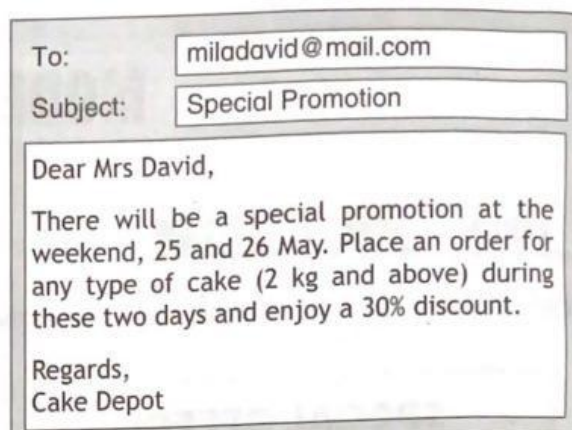 To: miladavid@mail.com
Subject: Special Promotion
Dear Mrs David,
There will be a special promotion at the
weekend, 25 and 26 May. Place an order for
any type of cake (2 kg and above) during
these two days and enjoy a 30% discount.
Regards,
Cake Depot